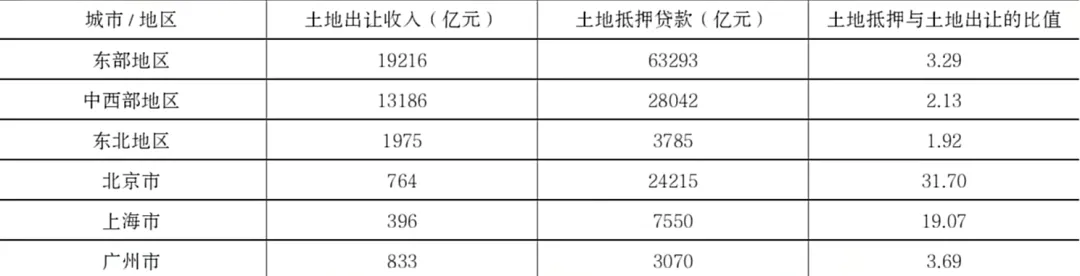 城市/地区 土地出让收入（亿元） 土地抵押贷款（亿元） 土地抵押与土地出让的比值
东部地区 19216 63293 3.29
中西部地区 13186 28042 2.13
东北地区 1975 3785 1.92
北京市 764 24215 31.70
上海市 396 7550 19.07
广州市 833 3070 3.69